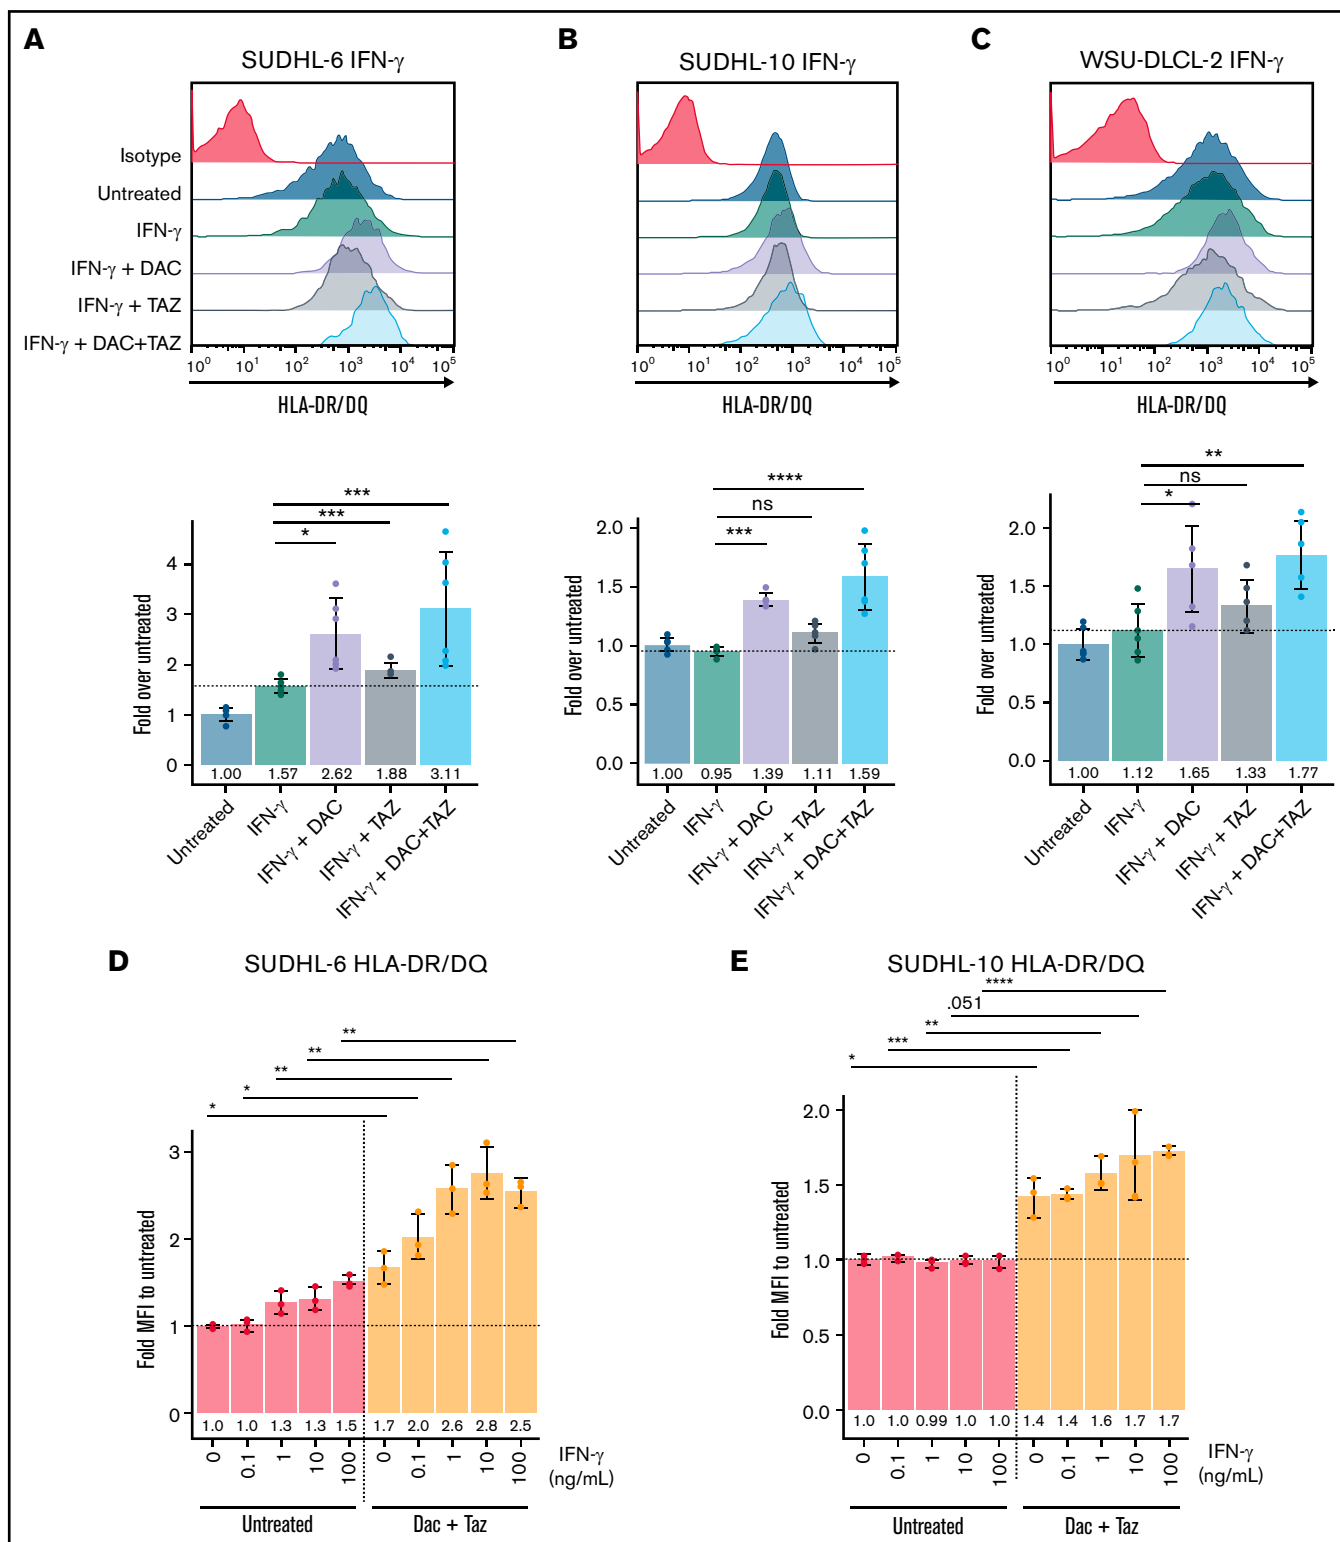 A
SUDHL-6 IFN-γ
Isotype
Untreated
IFN-γ
IFN-γ + DAC
IFN-γ + TAZ
IFN-γ + DAC+TAZ
10⁰ 10¹ 10² 10³ 10⁴ 10⁵
HLA-DR/DQ
B
SUDHL-10 IFN-γ
10⁰ 10¹ 10² 10³ 10⁴ 10⁵
HLA-DR/DQ
C
WSU-DLCL-2 IFN-γ
10⁰ 10¹ 10² 10³ 10⁴ 10⁵
HLA-DR/DQ
Fold over untreated
4
3
2
1
0
***
***
*
1.00 1.57 2.62 1.88 3.11
Untreated
IFN-γ
IFN-γ + DAC
IFN-γ + TAZ
IFN-γ + DAC+TAZ
Fold over untreated
2.0
1.5
1.0
0.5
0.0
****
ns
***
1.00 0.95 1.39 1.11 1.59
Untreated
IFN-γ
IFN-γ + DAC
IFN-γ + TAZ
IFN-γ + DAC+TAZ
Fold over untreated
2.0
1.5
1.0
0.5
0.0
**
ns
*
1.00 1.12 1.65 1.33 1.77
Untreated
IFN-γ
IFN-γ + DAC
IFN-γ + TAZ
IFN-γ + DAC+TAZ
D
SUDHL-6 HLA-DR/DQ
**
**
**
*
*
Fold MFI to untreated
3
2
1
0
1.0 1.0 1.3 1.3 1.5 1.7 2.0 2.6 2.8 2.5
0 0.1 1 10 100 0 0.1 1 10 100
IFN-γ
(ng/mL)
Untreated
Dac + Taz
E
SUDHL-10 HLA-DR/DQ
****
.051
**
***
*
Fold MFI to untreated
2.0
1.5
1.0
0.5
0.0
1.0 1.0 0.99 1.0 1.0 1.4 1.4 1.6 1.7 1.7
0 0.1 1 10 100 0 0.1 1 10 100
IFN-γ
(ng/mL)
Untreated
Dac + Taz